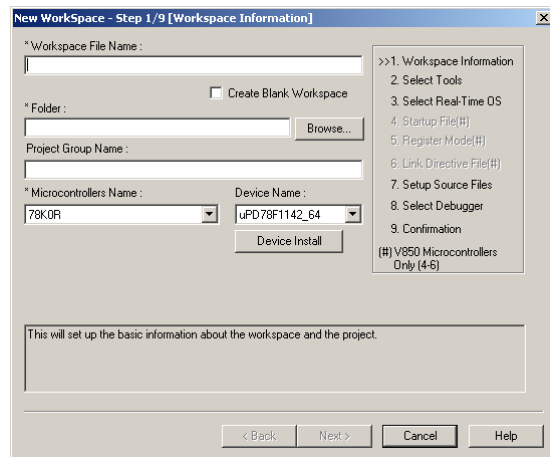 New WorkSpace - Step 1/9 [Workspace Information]
* Workspace File Name :
Create Blank Workspace
* Folder :
Browse...
Project Group Name :
* Microcontrollers Name :
Device Name :
78K0R
uPD78F1142_64
Device Install
>>1. Workspace Information
2. Select Tools
3. Select Real-Time OS
4. Startup File(#)
5. Register Mode(#)
6. Link Directive File(#)
7. Setup Source Files
8. Select Debugger
9. Confirmation
(#) V850 Microcontrollers
Only (4-6)
This will set up the basic information about the workspace and the project.
< Back
Next >
Cancel
Help